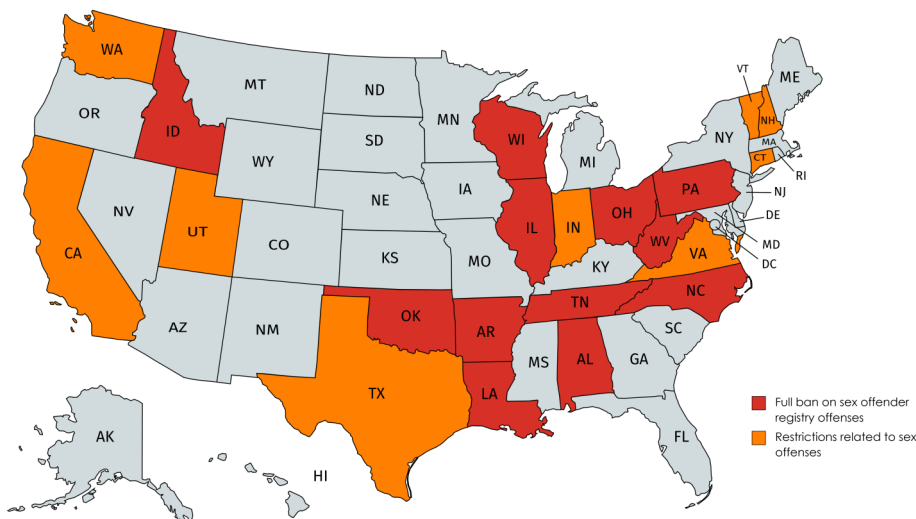 WA
MT
ND
MN
VT
ME
OR
ID
WI
NH
SD
NY
MA
WY
MI
CT
RI
IA
PA
NJ
NE
NV
OH
DE
IL
IN
UT
CO
WV
MD
CA
VA
KS
MO
KY
DC
NC
TN
OK
AZ
NM
AR
SC
MS
AL
GA
LA
TX
Full ban on sex offender
registry offenses
AK
FL
Restrictions related to sex
offenses
HI